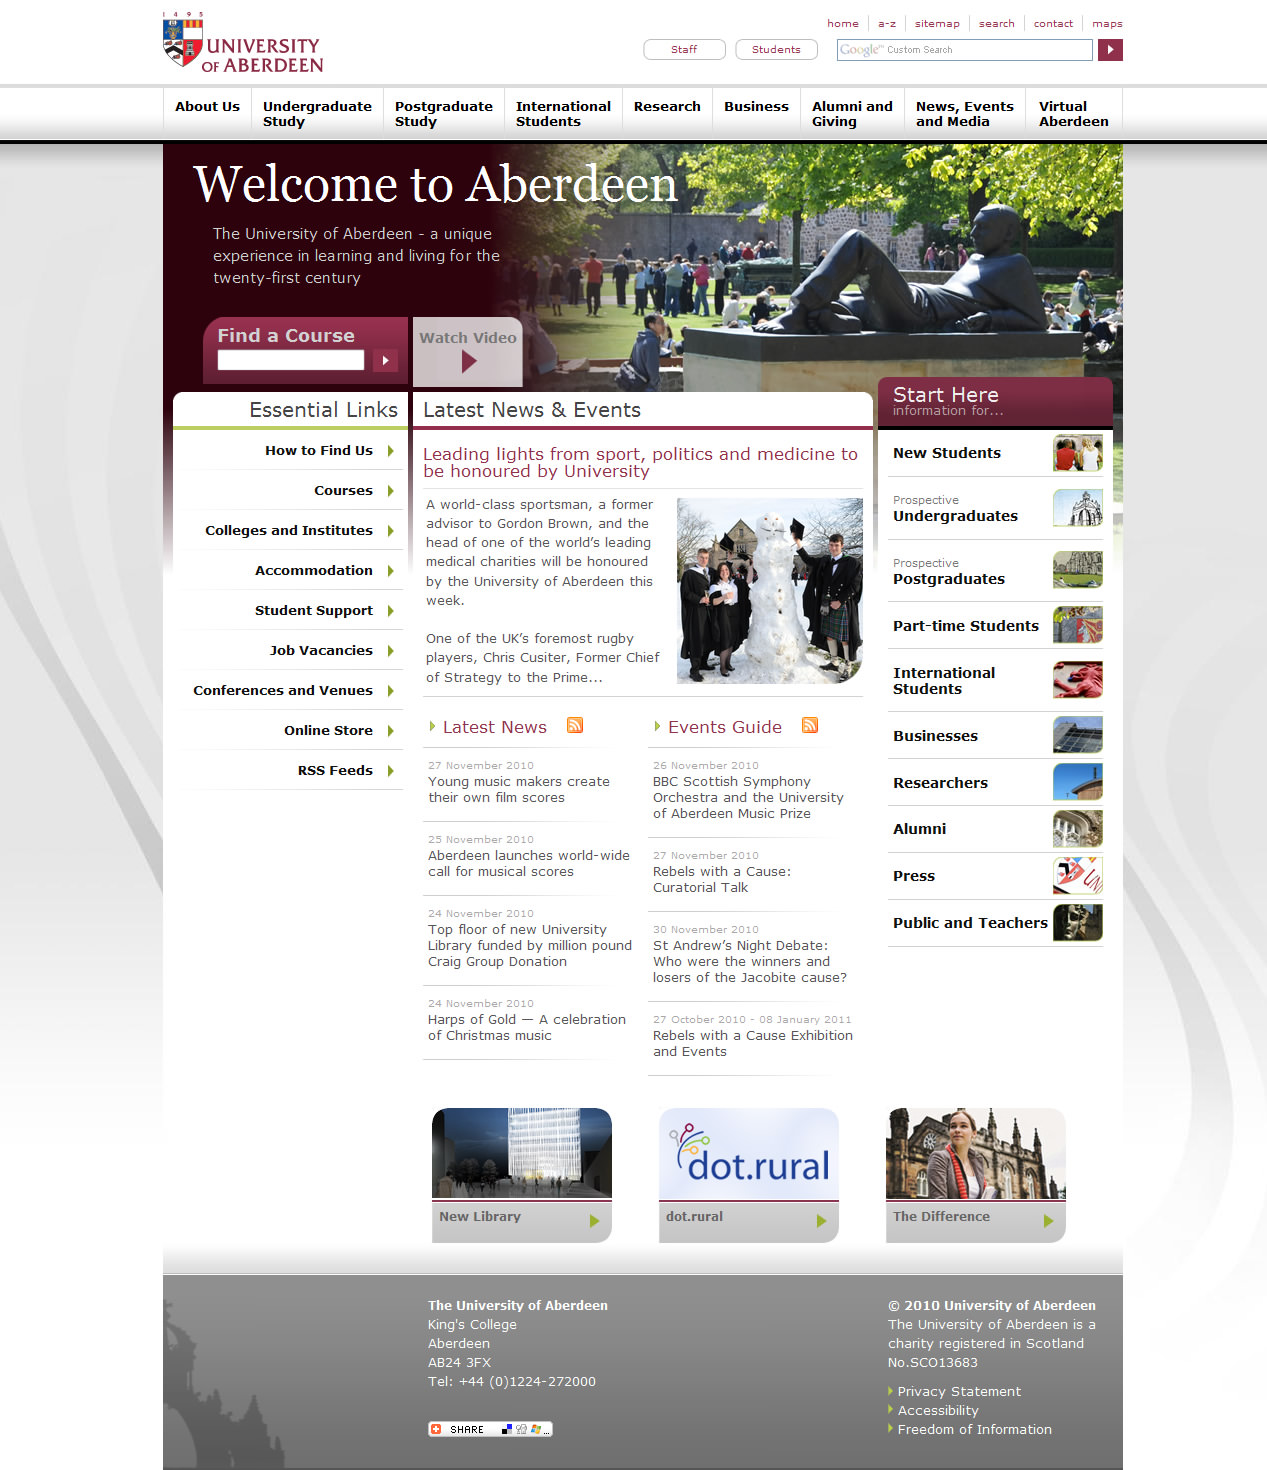 1495
UNIVERSITY
OF ABERDEEN
home
a-z
sitemap
search
contact
maps
Staff
Students
Google™ Custom Search
About Us
Undergraduate
Study
Postgraduate
Study
International
Students
Research
Business
Alumni and
Giving
News, Events
and Media
Virtual
Aberdeen
Welcome to Aberdeen
The University of Aberdeen - a unique
experience in learning and living for the
twenty-first century
Find a Course
Watch Video
Essential Links
How to Find Us
Courses
Colleges and Institutes
Accommodation
Student Support
Job Vacancies
Conferences and Venues
Online Store
RSS Feeds
Latest News & Events
Leading lights from sport, politics and medicine to
be honoured by University
A world-class sportsman, a former
advisor to Gordon Brown, and the
head of one of the world’s leading
medical charities will be honoured
by the University of Aberdeen this
week.
One of the UK’s foremost rugby
players, Chris Cusiter, Former Chief
of Strategy to the Prime...
Latest News
27 November 2010
Young music makers create
their own film scores
25 November 2010
Aberdeen launches world-wide
call for musical scores
24 November 2010
Top floor of new University
Library funded by million pound
Craig Group Donation
24 November 2010
Harps of Gold — A celebration
of Christmas music
Events Guide
26 November 2010
BBC Scottish Symphony
Orchestra and the University
of Aberdeen Music Prize
27 November 2010
Rebels with a Cause:
Curatorial Talk
30 November 2010
St Andrew’s Night Debate:
Who were the winners and
losers of the Jacobite cause?
27 October 2010 - 08 January 2011
Rebels with a Cause Exhibition
and Events
Start Here
information for...
New Students
Prospective
Undergraduates
Prospective
Postgraduates
Part-time Students
International
Students
Businesses
Researchers
Alumni
Press
Public and Teachers
dot.rural
New Library
dot.rural
The Difference
The University of Aberdeen
King's College
Aberdeen
AB24 3FX
Tel: +44 (0)1224-272000
SHARE
...
© 2010 University of Aberdeen
The University of Aberdeen is a
charity registered in Scotland
No.SCO13683
Privacy Statement
Accessibility
Freedom of Information